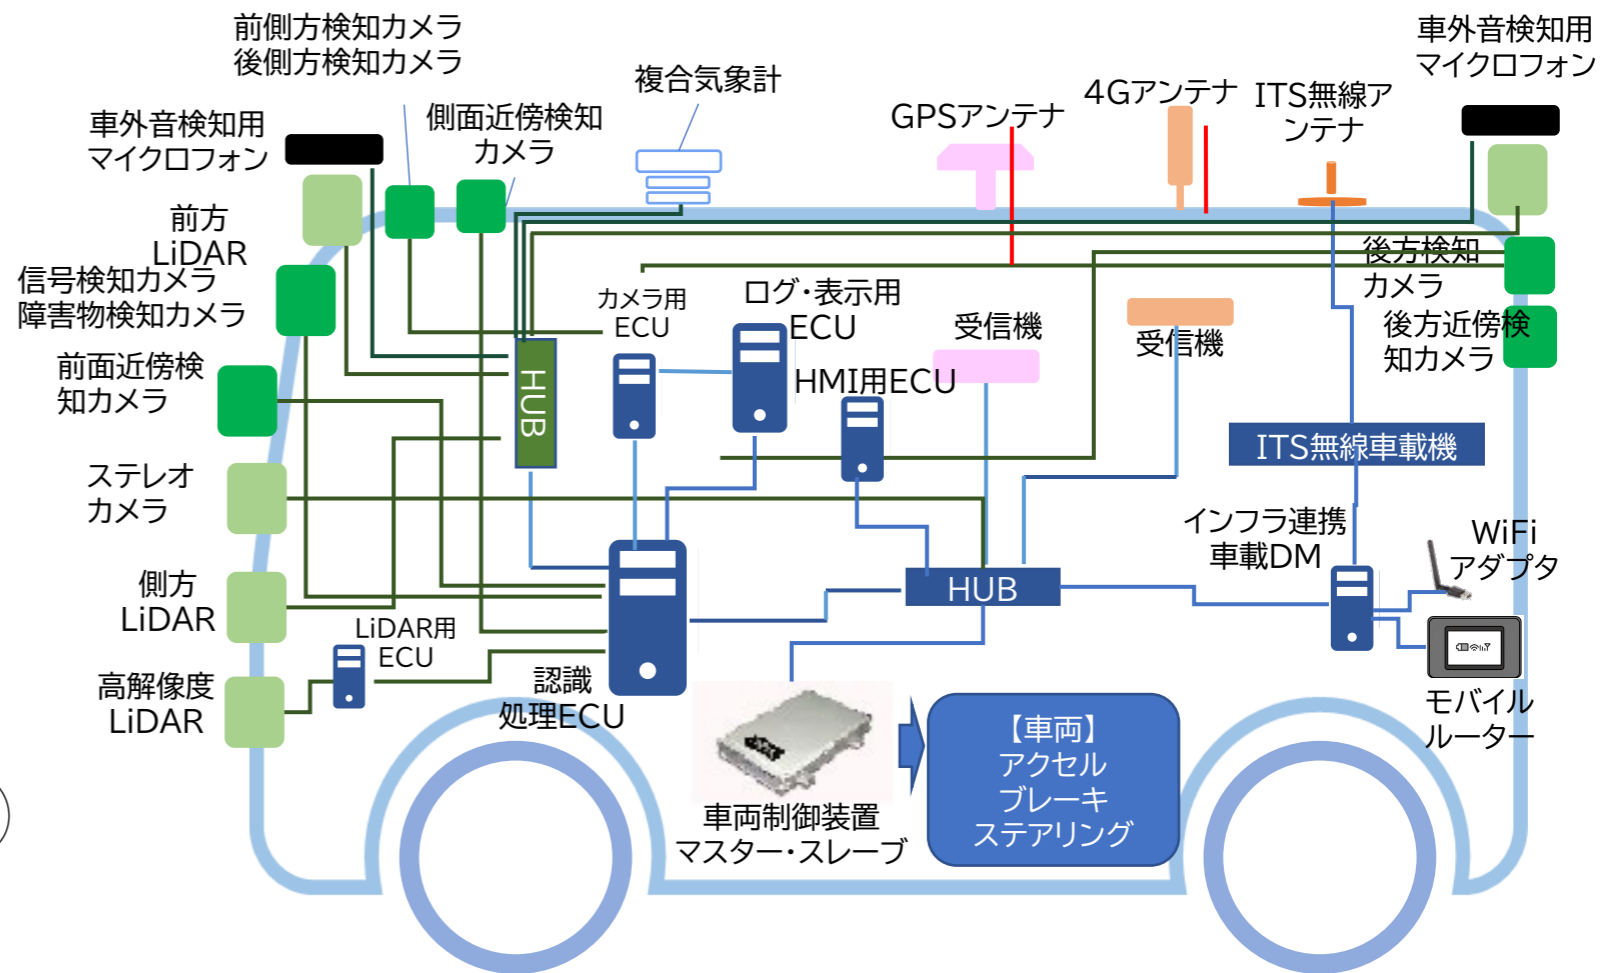 前側方検知カメラ
後側方検知カメラ
車外音検知用
マイクロフォン
側面近傍検知
カメラ
複合気象計
GPSアンテナ
4Gアンテナ
ITS無線ア
ンテナ
車外音検知用
マイクロフォン
前方
LiDAR
信号検知カメラ
障害物検知カメラ
前面近傍検
知カメラ
ステレオ
カメラ
側方
LiDAR
高解像度
LiDAR
LiDAR用
ECU
HUB
カメラ用
ECU
ログ・表示用
ECU
HMI用ECU
受信機
受信機
後方検知
カメラ
後方近傍検
知カメラ
ITS無線車載機
インフラ連携
車載DM
WiFi
アダプタ
モバイル
ルーター
HUB
認識
処理ECU
車両制御装置
マスター・スレーブ
【車両】
アクセル
ブレーキ
ステアリング